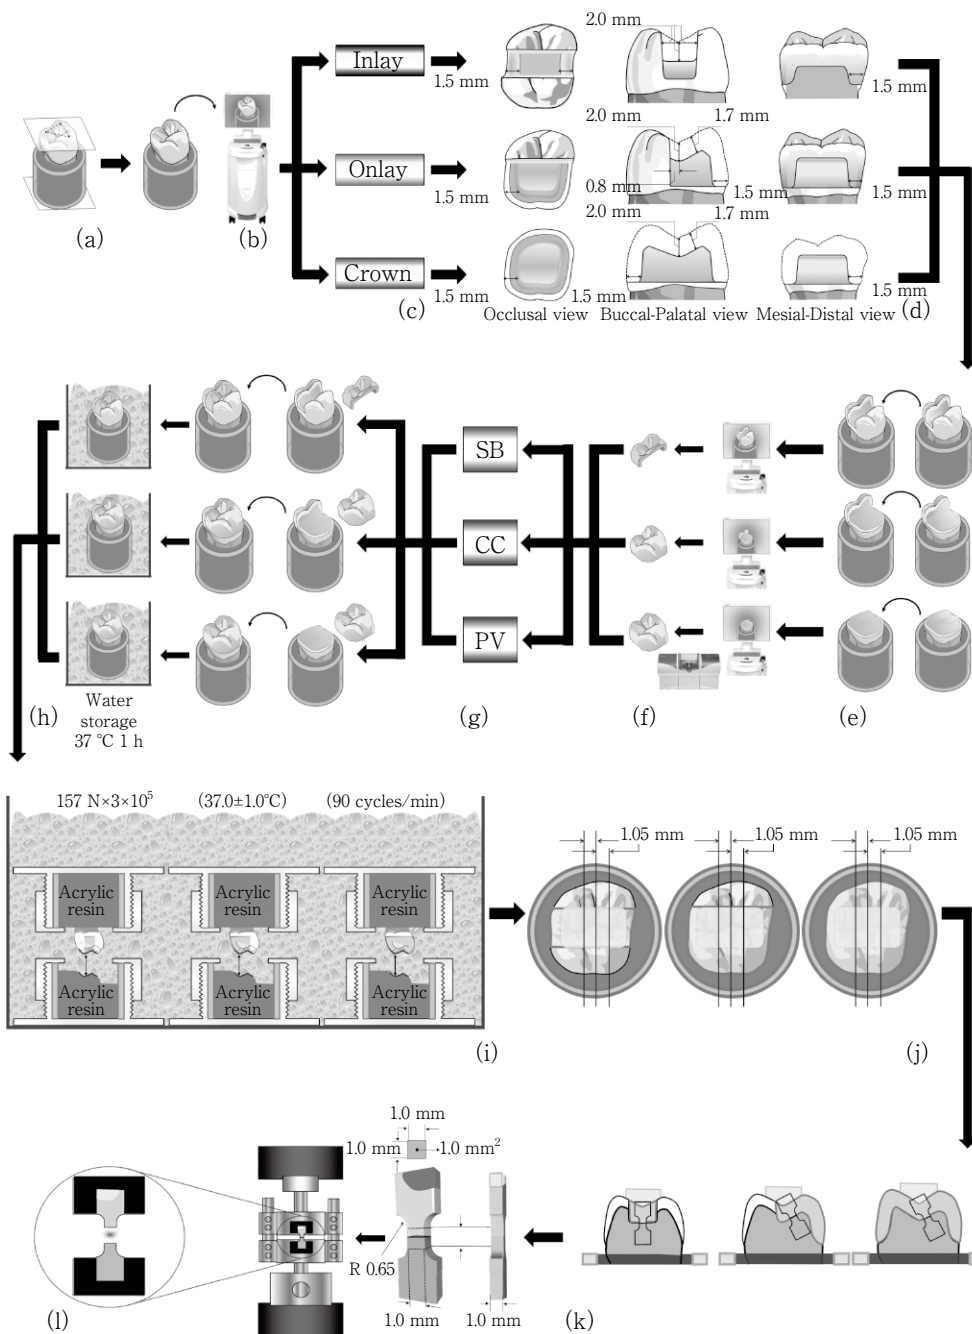 2.0 mm
Inlay
1.5 mm
1.5 mm
2.0 mm
1.7 mm
(a)
(b)
Onlay
1.5 mm
0.8 mm
1.5 mm
1.5 mm
2.0 mm
1.7 mm
Crown
1.5 mm
1.5 mm
1.5 mm
(c)
Occlusal view
Buccal-Palatal view
Mesial-Distal view
(d)
SB
CC
PV
(h)
Water
storage
37 °C 1 h
(g)
(f)
(e)
157 N×3×10⁵
(37.0±1.0°C)
(90 cycles/min)
Acrylic
resin
Acrylic
resin
Acrylic
resin
Acrylic
resin
Acrylic
resin
Acrylic
resin
(i)
1.05 mm
1.05 mm
1.05 mm
(j)
1.0 mm
1.0 mm
1.0 mm²
R 0.65
1.0 mm
1.0 mm
(l)
(k)